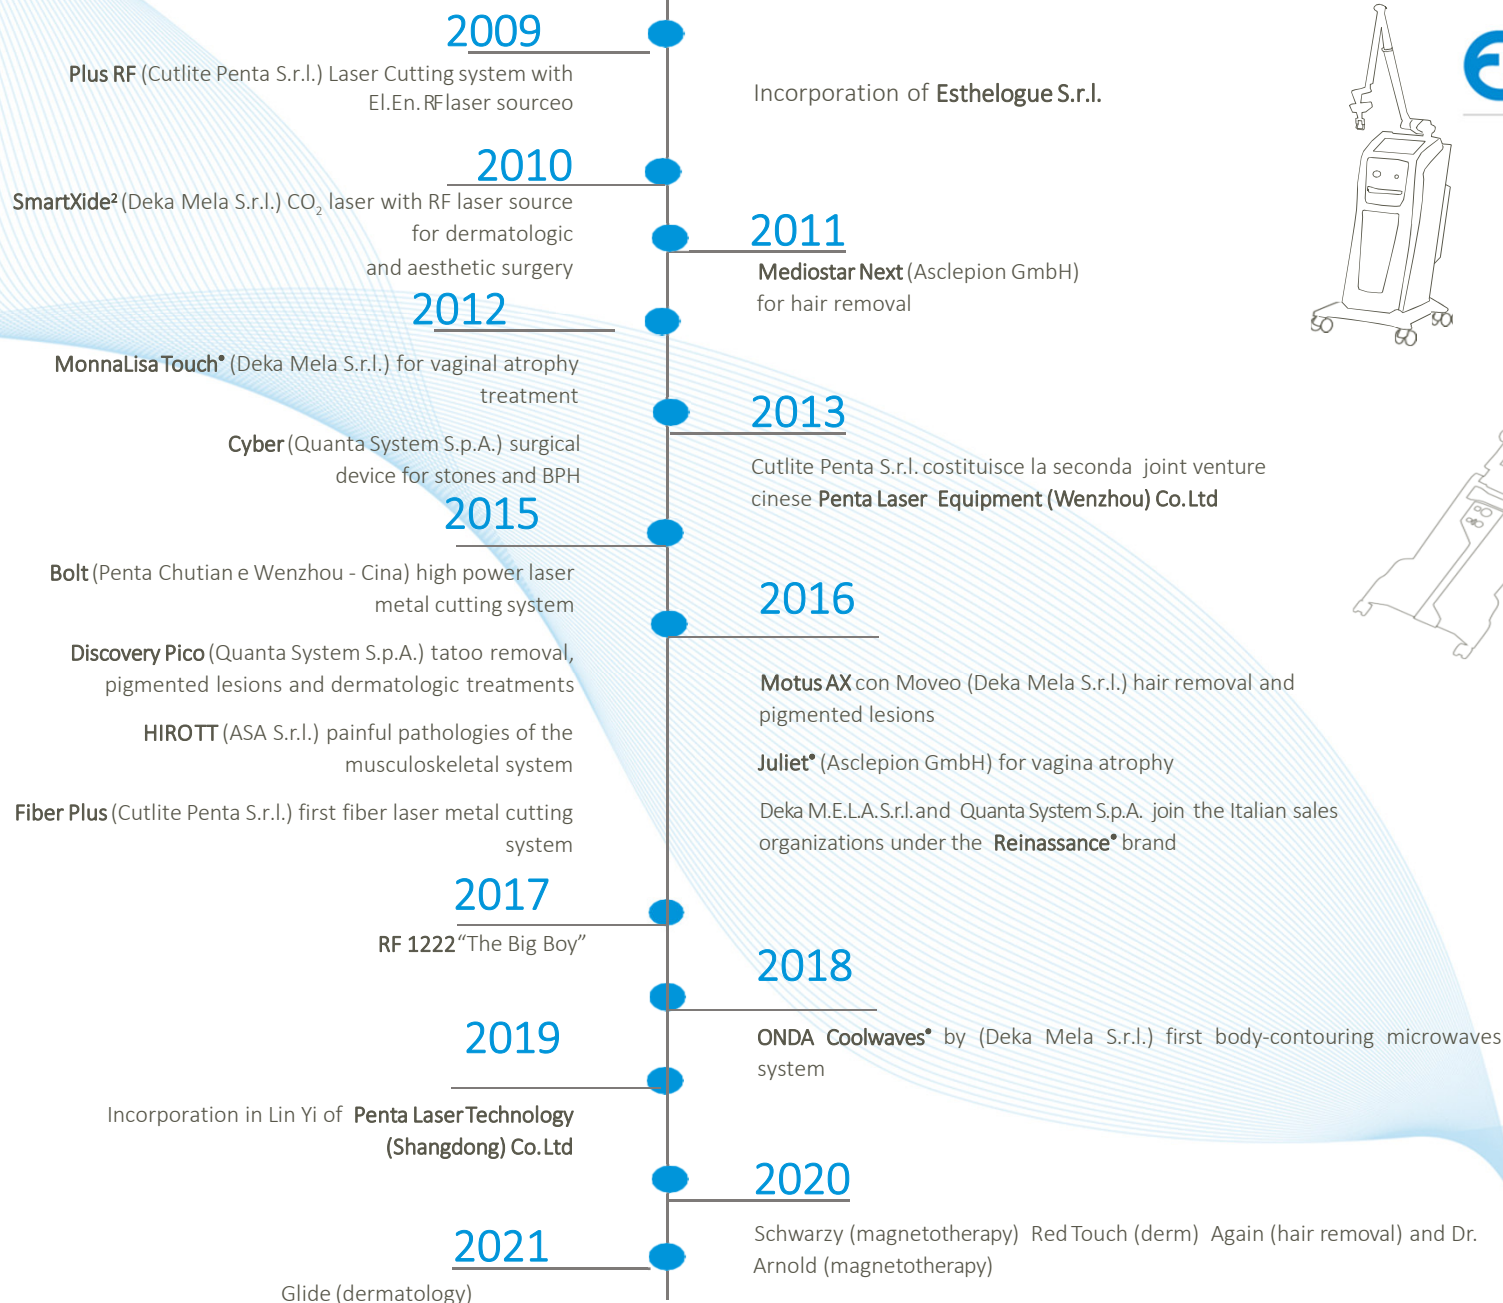 2009
Plus RF (Cutlite Penta S.r.l.) Laser Cutting system with
El.En. RF laser sourceo
Incorporation of Esthelogue S.r.l.
2010
SmartXide² (Deka Mela S.r.l.) CO₂ laser with RF laser source
for dermatologic
and aesthetic surgery
2011
Mediostar Next (Asclepion GmbH)
for hair removal
2012
MonnaLisa Touch® (Deka Mela S.r.l.) for vaginal atrophy
treatment
Cyber (Quanta System S.p.A.) surgical
device for stones and BPH
2013
Cutlite Penta S.r.l. costituisce la seconda joint venture
cinese Penta Laser Equipment (Wenzhou) Co. Ltd
2015
Bolt (Penta Chutian e Wenzhou - Cina) high power laser
metal cutting system
Discovery Pico (Quanta System S.p.A.) tatoo removal,
pigmented lesions and dermatologic treatments
HIRO TT (ASA S.r.l.) painful pathologies of the
musculoskeletal system
Fiber Plus (Cutlite Penta S.r.l.) first fiber laser metal cutting
system
2016
Motus AX con Moveo (Deka Mela S.r.l.) hair removal and
pigmented lesions
Juliet® (Asclepion GmbH) for vagina atrophy
Deka M.E.L.A. S.r.l. and Quanta System S.p.A. join the Italian sales
organizations under the Reinassance® brand
2017
RF 1222 “The Big Boy”
2018
ONDA Coolwaves® by (Deka Mela S.r.l.) first body-contouring microwaves
system
2019
Incorporation in Lin Yi of Penta Laser Technology
(Shangdong) Co. Ltd
2020
Schwarzy (magnetotherapy) Red Touch (derm) Again (hair removal) and Dr.
Arnold (magnetotherapy)
2021
Glide (dermatology)